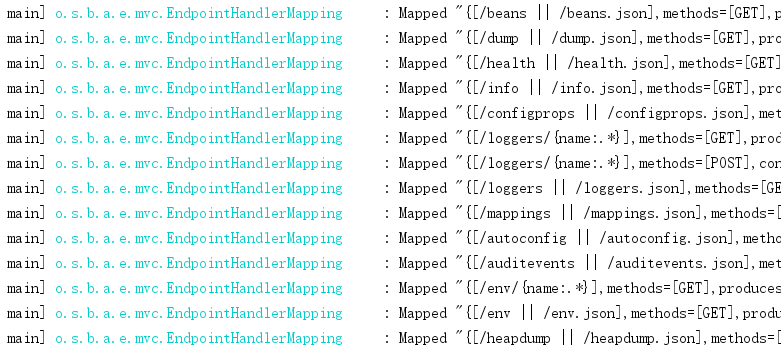 main] o.s.b.a.e.mvc.EndpointHandlerMapping : Mapped "{[/beans || /beans.json],methods=[GET],p
main] o.s.b.a.e.mvc.EndpointHandlerMapping : Mapped "{[/dump || /dump.json],methods=[GET],pro
main] o.s.b.a.e.mvc.EndpointHandlerMapping : Mapped "{[/health || /health.json],methods=[GET]
main] o.s.b.a.e.mvc.EndpointHandlerMapping : Mapped "{[/info || /info.json],methods=[GET],pro
main] o.s.b.a.e.mvc.EndpointHandlerMapping : Mapped "{[/configprops || /configprops.json],met
main] o.s.b.a.e.mvc.EndpointHandlerMapping : Mapped "{[/loggers/{name:.*}],methods=[GET],prod
main] o.s.b.a.e.mvc.EndpointHandlerMapping : Mapped "{[/loggers/{name:.*}],methods=[POST],con
main] o.s.b.a.e.mvc.EndpointHandlerMapping : Mapped "{[/loggers || /loggers.json],methods=[GE
main] o.s.b.a.e.mvc.EndpointHandlerMapping : Mapped "{[/mappings || /mappings.json],methods=[
main] o.s.b.a.e.mvc.EndpointHandlerMapping : Mapped "{[/autoconfig || /autoconfig.json],metho
main] o.s.b.a.e.mvc.EndpointHandlerMapping : Mapped "{[/auditevents || /auditevents.json],met
main] o.s.b.a.e.mvc.EndpointHandlerMapping : Mapped "{[/env/{name:.*}],methods=[GET],produces
main] o.s.b.a.e.mvc.EndpointHandlerMapping : Mapped "{[/env || /env.json],methods=[GET],produ
main] o.s.b.a.e.mvc.EndpointHandlerMapping : Mapped "{[/heapdump || /heapdump.json],methods=[